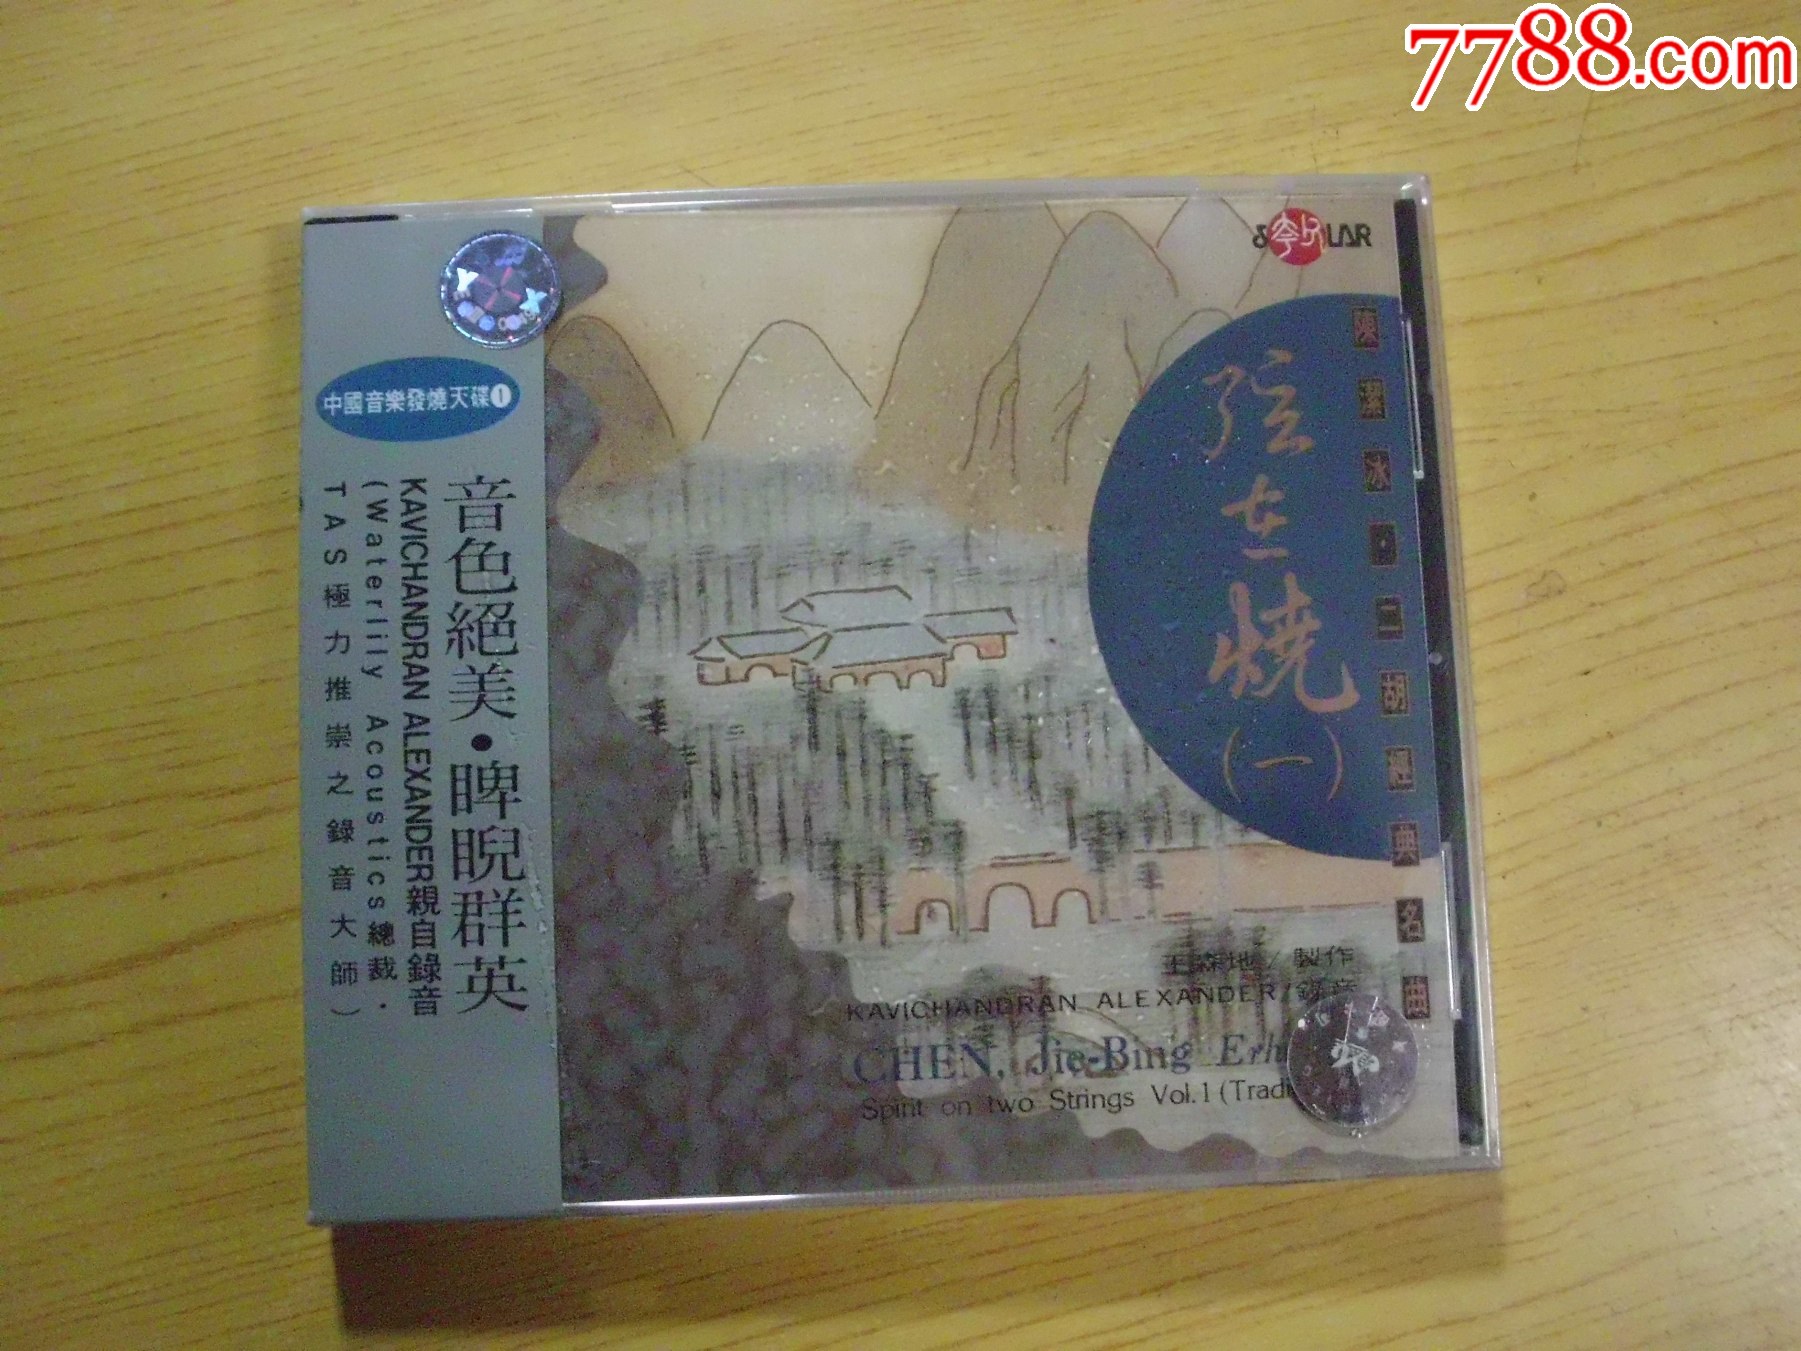 7788.com
中國音樂發燒天碟1
音色絕美・睥睨群英
KAVICHANDRAN ALEXANDER親自錄音
(Waterlily Acoustics總裁・
TAS極力推崇之錄音大師)
LAR
弦在燒
(一)
陳潔冰・二胡經典名曲
王森地/製作
KAVICHANDRAN ALEXANDER/錄音
CHEN, Jie-Bing
Spirit on two Strings Vol.1